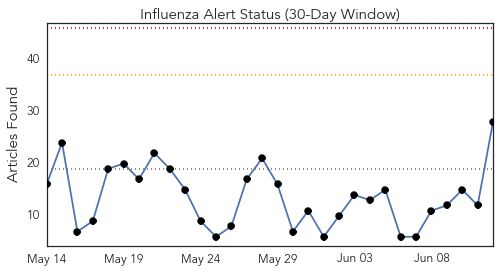 Influenza Alert Status (30-Day Window)
Articles Found
40
30
20
10
May 14 May 19 May 24 May 29 Jun 03 Jun 08